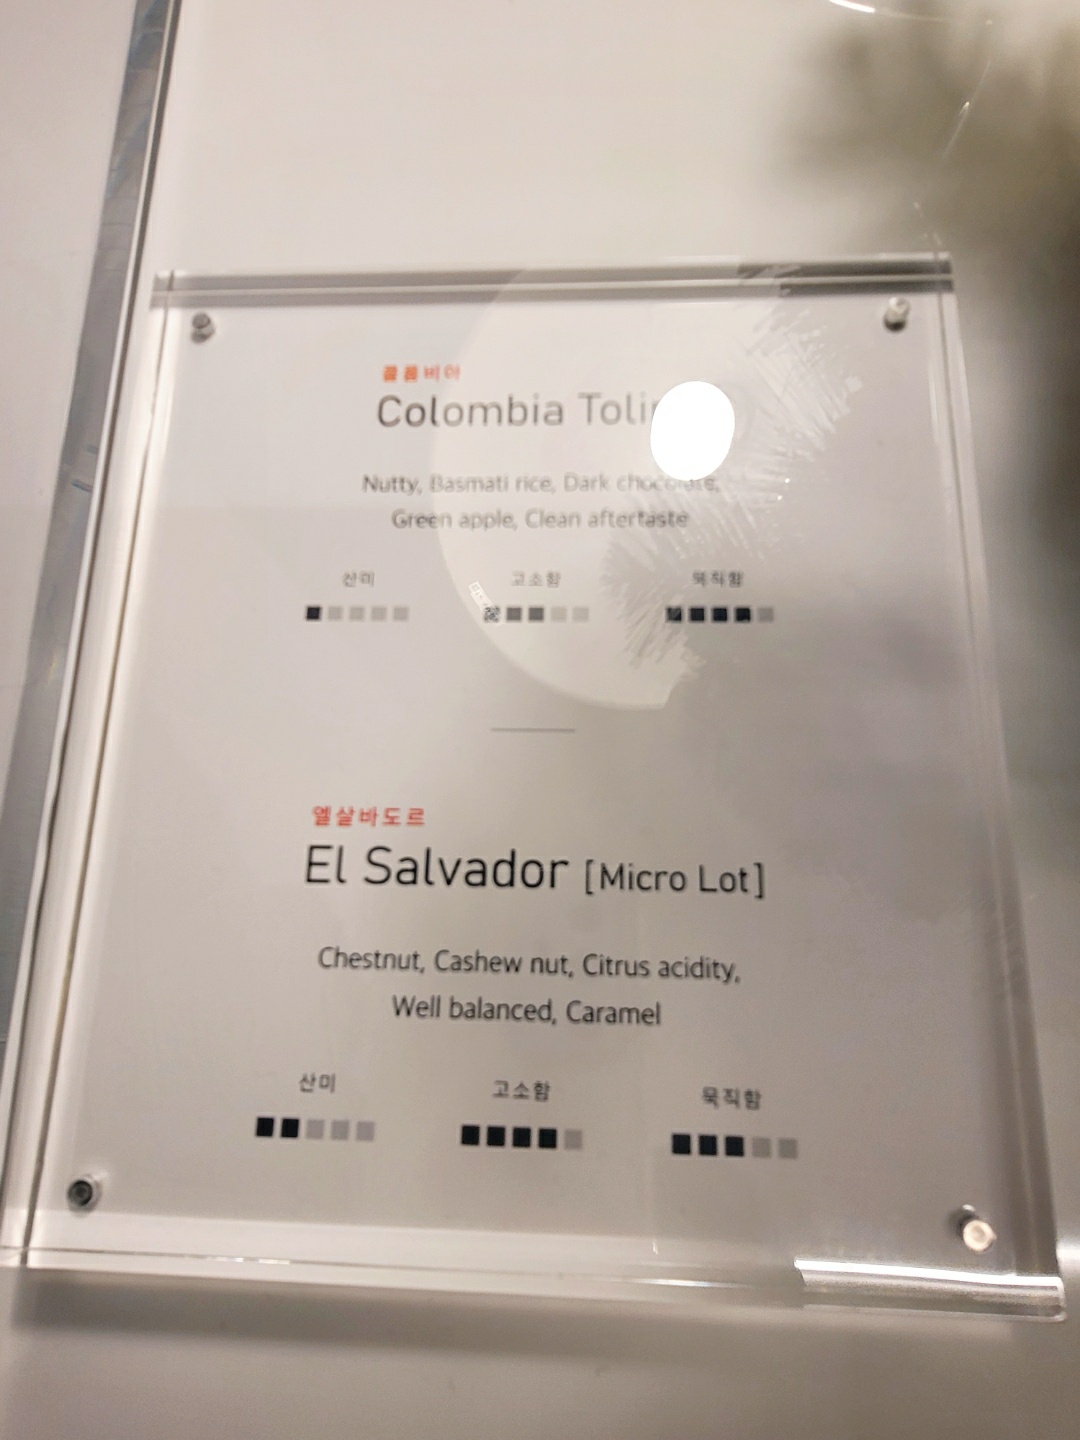 콜롬비아
Colombia
Nutty, Basmati rice, Dark chocolate,
Green apple, Clean aftertaste
산미 고소함 묵직함
엘살바도르
El Salvador [Micro Lot]
Chestnut, Cashew nut, Citrus acidity,
Well balanced, Caramel
산미 고소함 묵직함